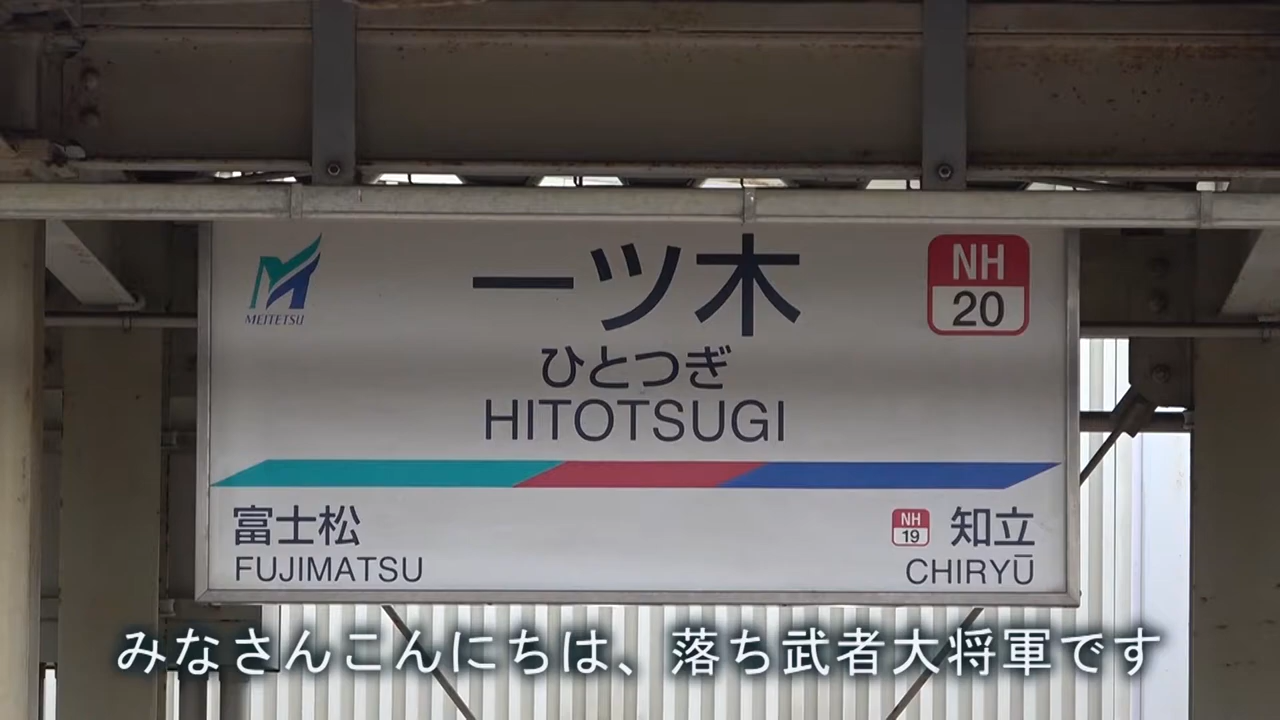 MEITETSU
一ツ木
NH
20
ひとつぎ
HITOTSUGI
富士松
FUJIMATSU
NH
19
知立
CHIRYŪ
みなさんこんにちは、落ち武者大将軍です